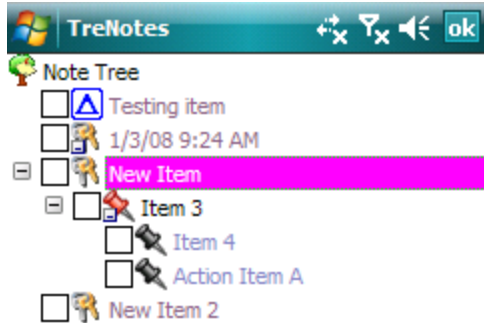 TreNotes ok
Note Tree
Testing item
1/3/08 9:24 AM
New Item
Item 3
Item 4
Action Item A
New Item 2